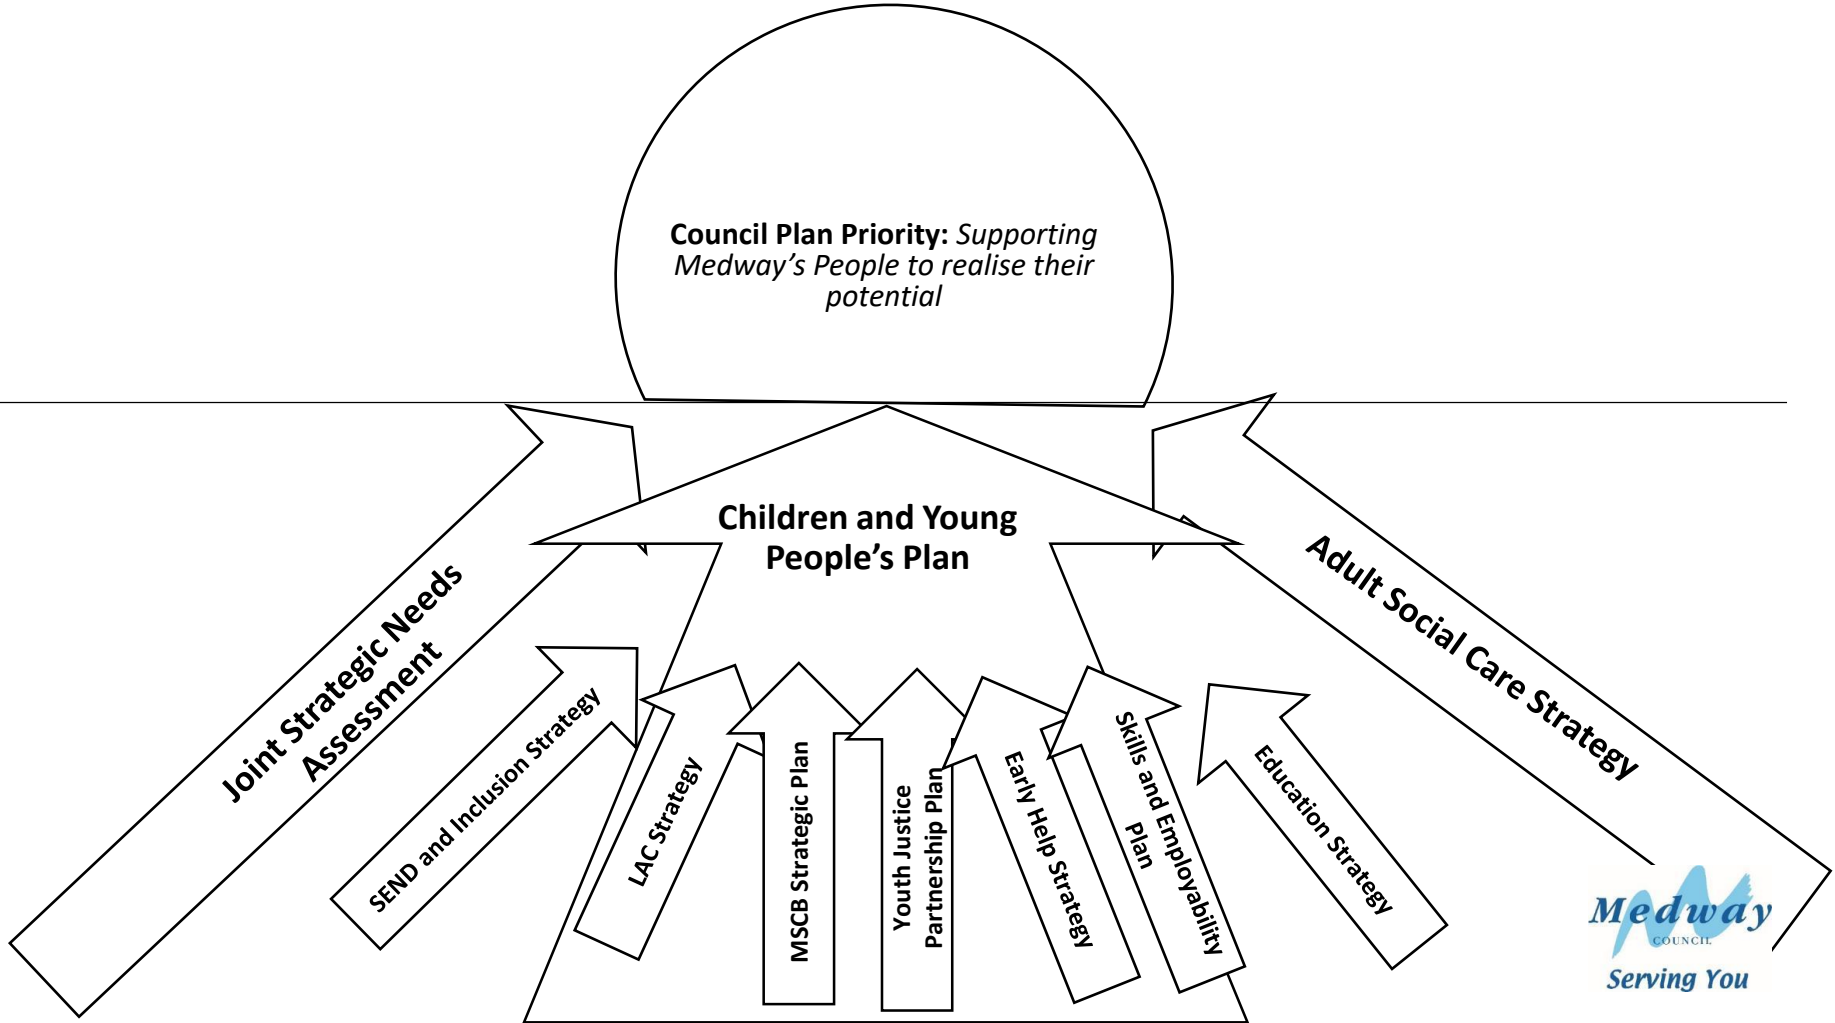 Council Plan Priority: Supporting
Medway’s People to realise their
potential
Children and Young
People’s Plan
Joint Strategic Needs
Assessment
SEND and Inclusion Strategy
LAC Strategy
MSCB Strategic Plan
Youth Justice
Partnership Plan
Early Help Strategy
Skills and Employability
Plan
Education Strategy
Adult Social Care Strategy
Medway
COUNCIL
Serving You